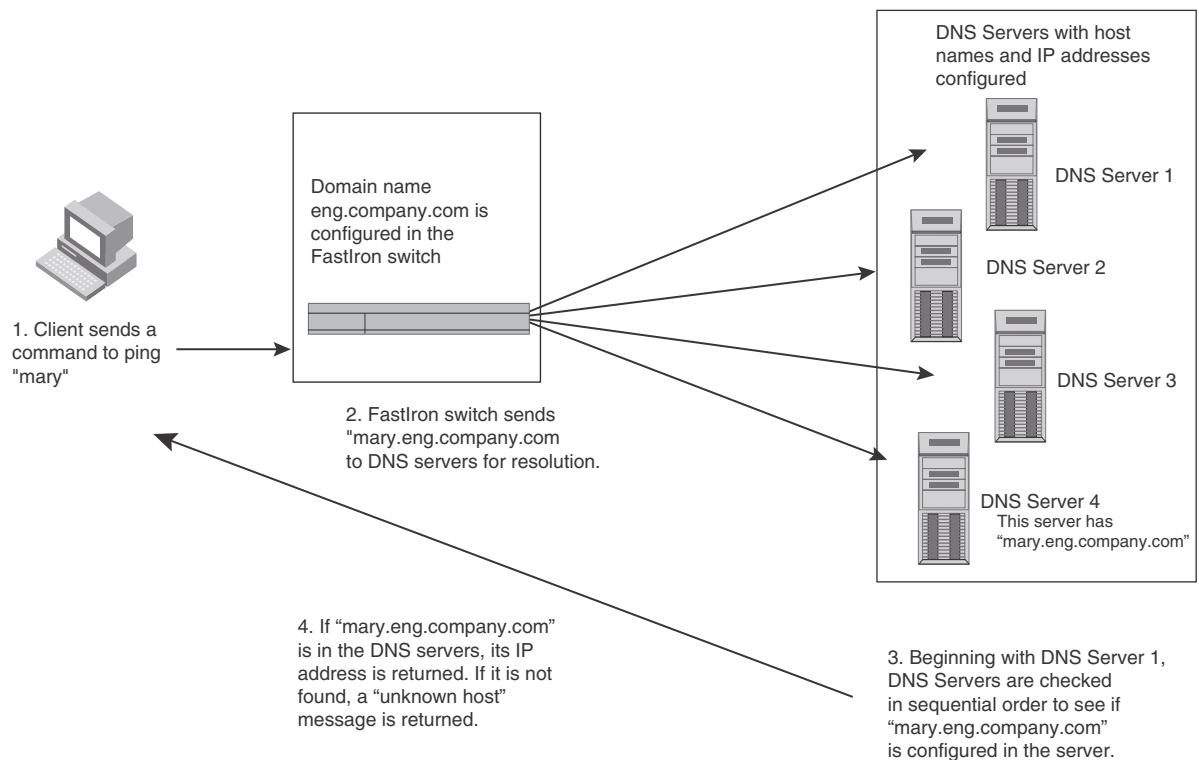 DNS Servers with host
names and IP addresses
configured
DNS Server 1
Domain name
eng.company.com is
configured in the
FastIron switch
DNS Server 2
1. Client sends a
command to ping
"mary"
DNS Server 3
2. FastIron switch sends
"mary.eng.company.com
to DNS servers for resolution.
DNS Server 4
This server has
“mary.eng.company.com”
4. If “mary.eng.company.com”
is in the DNS servers, its IP
address is returned. If it is not
found, a “unknown host”
message is returned.
3. Beginning with DNS Server 1,
DNS Servers are checked
in sequential order to see if
“mary.eng.company.com”
is configured in the server.